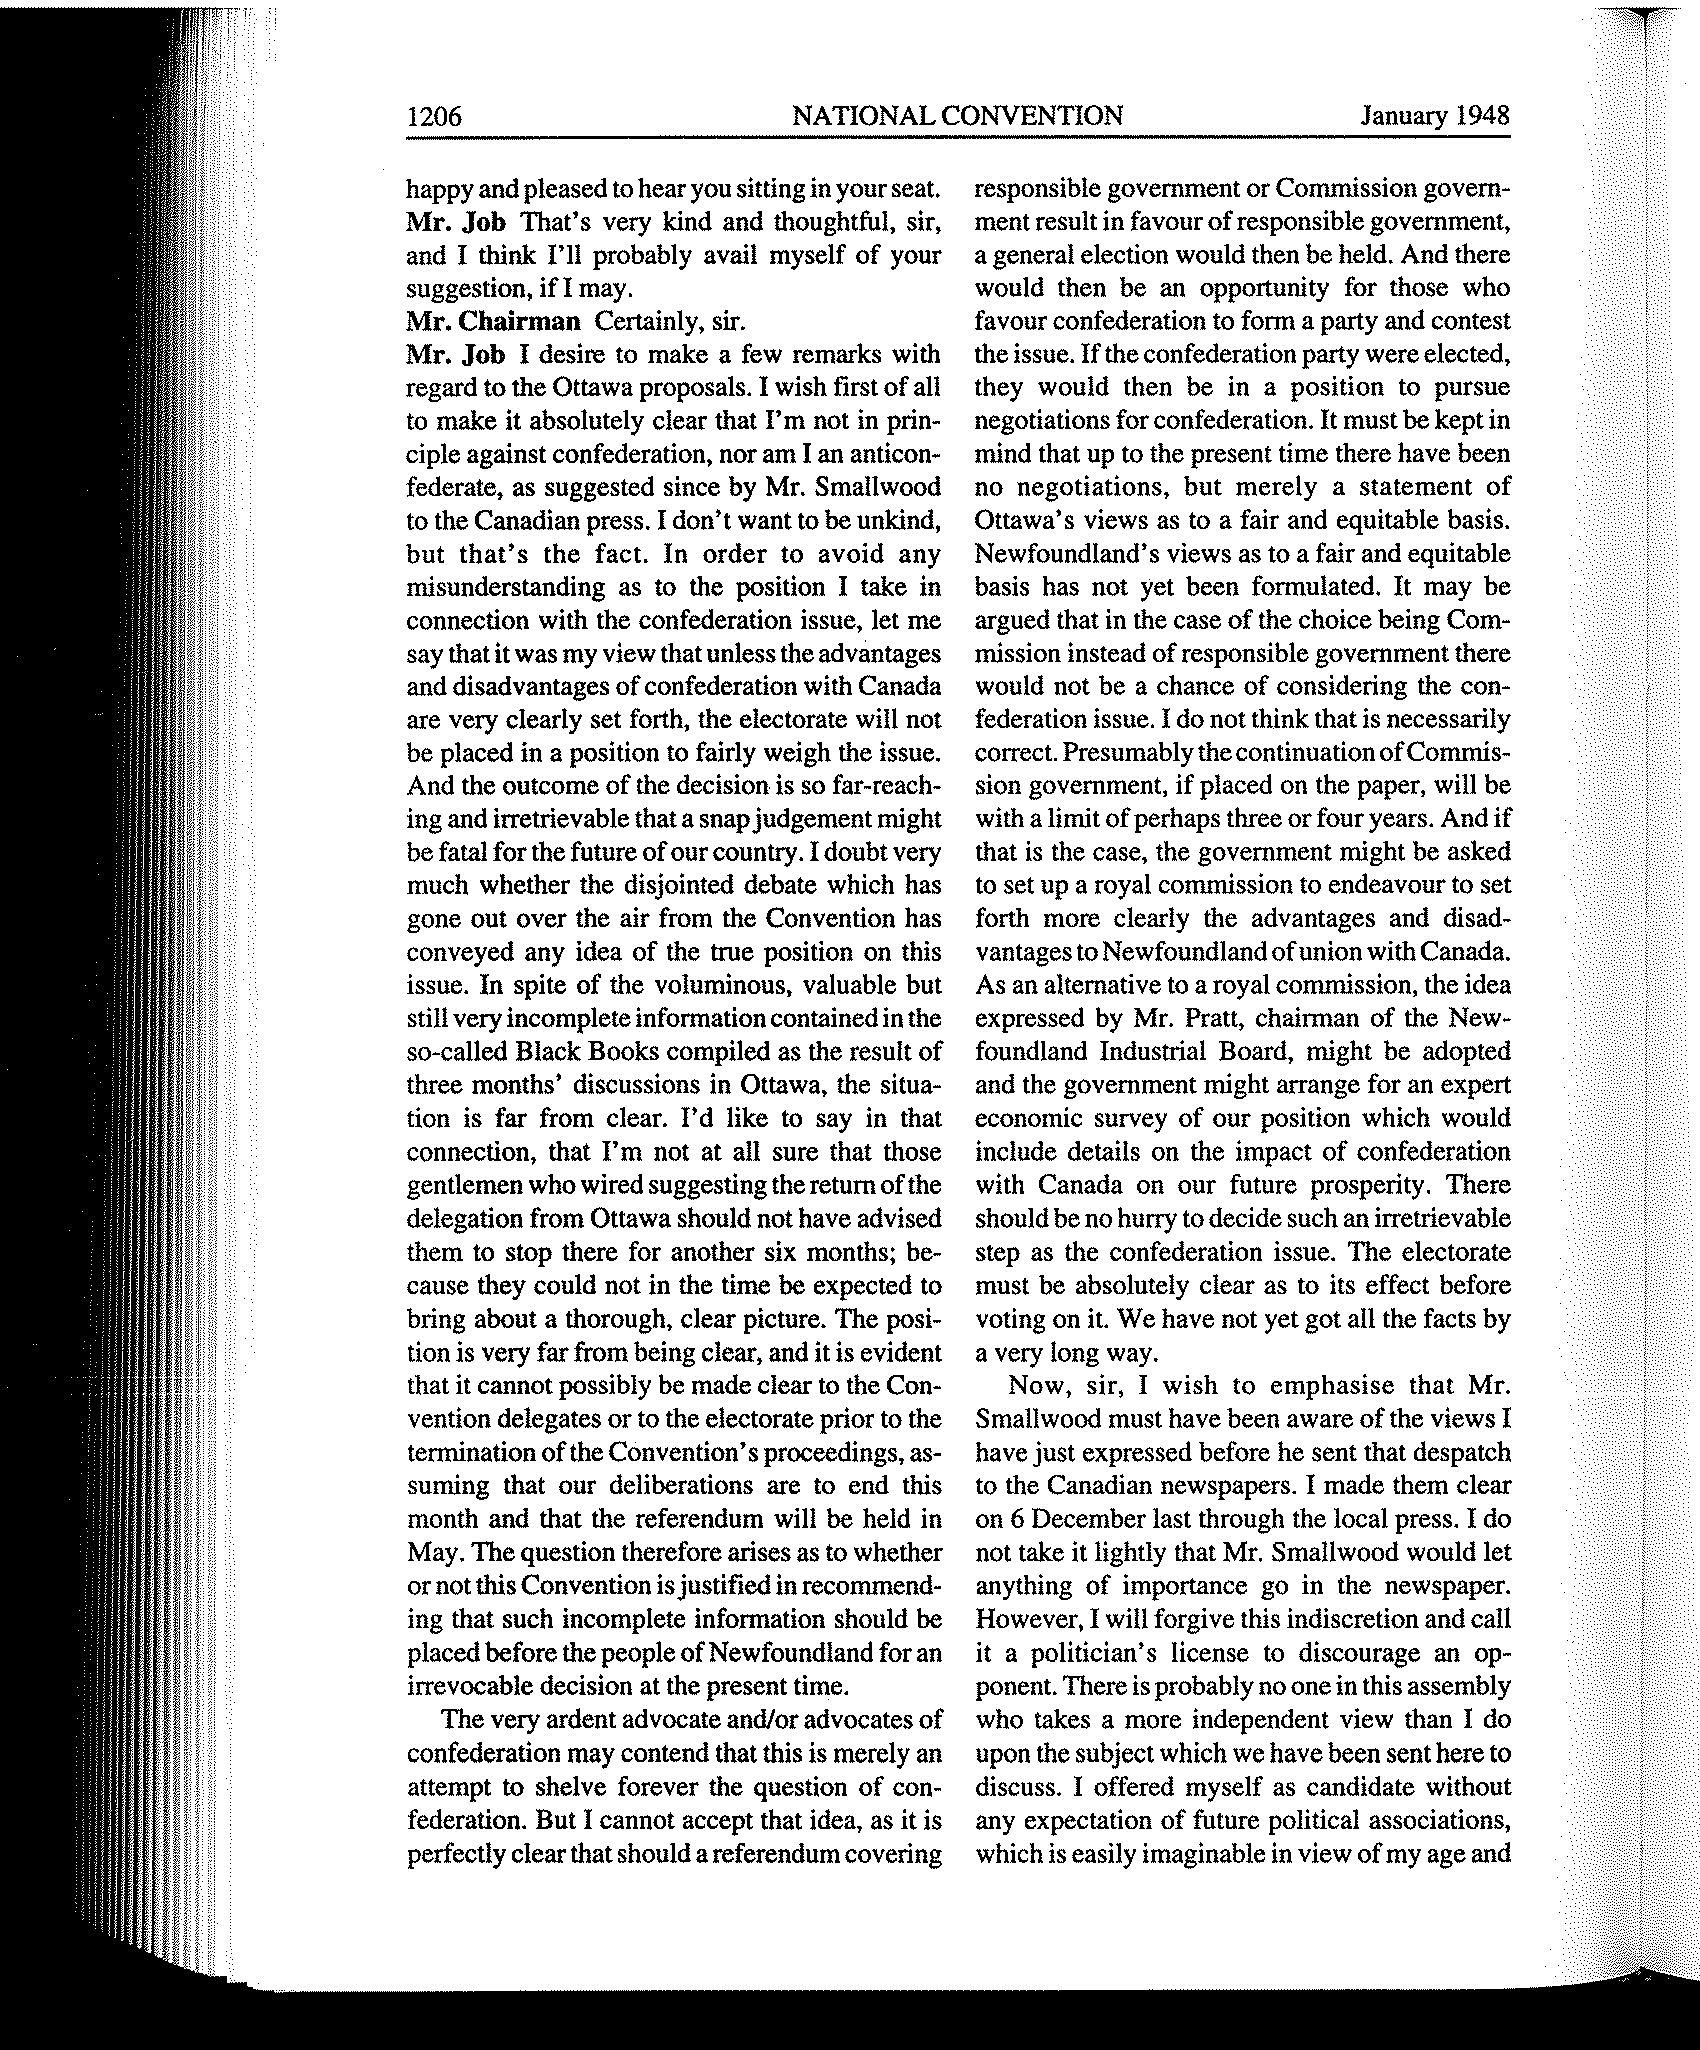 1206 NATIONAL CONVENTION January 1948
happy and pleased to hear you sitting in your seat.
Mr. Job That's very kind and thoughtful, sir,
and I think I'll probably avail myself of your
suggestion, if I may.
Mr. Chairman Certainly, sir.
Mr. Job I desire to make a few remarks with
regard to the Ottawa proposals. I wish first of all
to make it absolutely clear that I'm not in prin-
ciple against confederation, nor am I an anticon-
federate, as suggested since by Mr. Smallwood
to the Canadian press. I don't want to be unkind,
but that's the fact. In order to avoid any
misunderstanding as to the position I take in
connection with the confederation issue, let me
say that it was my view that unless the advantages
and disadvantages of confederation with Canada
are very clearly set forth, the electorate will not
be placed in a position to fairly weigh the issue.
And the outcome of the decision is so far-reach-
ing and irretrievable that a snap judgement might
be fatal for the future of our country. I doubt very
much whether the disjointed debate which has
gone out over the air from the Convention has
conveyed any idea of the true position on this
issue. In spite of the voluminous, valuable but
still very incomplete information contained in the
so-called Black Books compiled as the result of
three months' discussions in Ottawa, the situa-
tion is far from clear. I'd like to say in that
connection, that I'm not at all sure that those
gentlemen who wired suggesting the return of the
delegation from Ottawa should not have advised
them to stop there for another six months; be-
cause they could not in the time be expected to
bring about a thorough, clear picture. The posi-
tion is very far from being clear, and it is evident
that it cannot possibly be made clear to the Con-
vention delegates or to the electorate prior to the
termination of the Convention's proceedings, as-
suming that our deliberations are to end this
month and that the referendum will be held in
May. The question therefore arises as to whether
or not this Convention is justified in recommend-
ing that such incomplete information should be
placed before the people of Newfoundland for an
irrevocable decision at the present time.
The very ardent advocate and/or advocates of
confederation may contend that this is merely an
attempt to shelve forever the question of con-
federation. But I cannot accept that idea, as it is
perfectly clear that should a referendum covering
responsible government or Commission govern-
ment result in favour of responsible government,
a general election would then be held. And there
would then be an opportunity for those who
favour confederation to form a party and contest
the issue. If the confederation party were elected,
they would then be in a position to pursue
negotiations for confederation. It must be kept in
mind that up to the present time there have been
no negotiations, but merely a statement of
Ottawa's views as to a fair and equitable basis.
Newfoundland's views as to a fair and equitable
basis has not yet been formulated. It may be
argued that in the case of the choice being Com-
mission instead of responsible government there
would not be a chance of considering the con-
federation issue. I do not think that is necessarily
correct. Presumably the continuation of Commis-
sion government, if placed on the paper, will be
with a limit of perhaps three or four years. And if
that is the case, the government might be asked
to set up a royal commission to endeavour to set
forth more clearly the advantages and disad-
vantages to Newfoundland of union with Canada.
As an alternative to a royal commission, the idea
expressed by Mr. Pratt, chairman of the New-
foundland Industrial Board, might be adopted
and the government might arrange for an expert
economic survey of our position which would
include details on the impact of confederation
with Canada on our future prosperity. There
should be no hurry to decide such an irretrievable
step as the confederation issue. The electorate
must be absolutely clear as to its effect before
voting on it. We have not yet got all the facts by
a very long way.
Now, sir, I wish to emphasise that Mr.
Smallwood must have been aware of the views I
have just expressed before he sent that despatch
to the Canadian newspapers. I made them clear
on 6 December last through the local press. I do
not take it lightly that Mr. Smallwood would let
anything of importance go in the newspaper.
However, I will forgive this indiscretion and call
it a politician's license to discourage an op-
ponent. There is probably no one in this assembly
who takes a more independent view than I do
upon the subject which we have been sent here to
discuss. I offered myself as candidate without
any expectation of future political associations,
which is easily imaginable in view of my age and